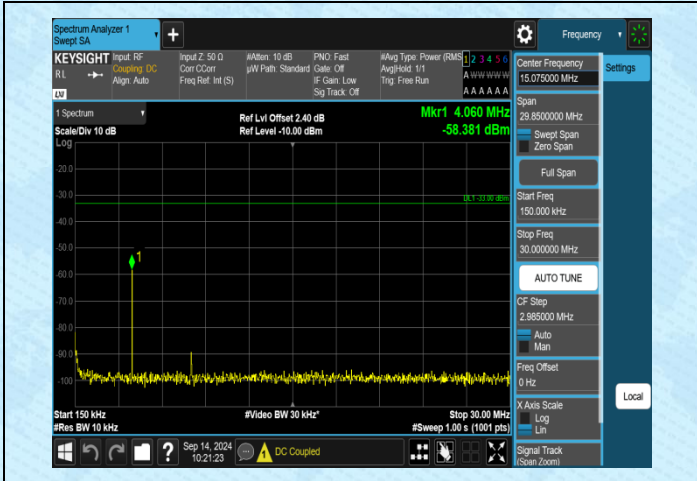 Spectrum Analyzer 1
Swept SA
+
Frequency
KEYSIGHT
RL
LXI
Input: RF
Coupling: DC
Align: Auto
Input Z: 50 Ω
Corr CCorr
Freq Ref: Int (S)
#Atten: 10 dB
µW Path: Standard
PNO: Fast
Gate: Off
IF Gain: Low
Sig Track: Off
#Avg Type: Power (RMS
Avg|Hold: 1/1
Trig: Free Run
1 2 3 4 5 6
A W W W W W
A A A A A A
Center Frequency
15.075000 MHz
Settings
1 Spectrum
Scale/Div 10 dB
Ref Lvl Offset 2.40 dB
Ref Level -10.00 dBm
Mkr1 4.060 MHz
-58.381 dBm
Span
29.8500000 MHz
Swept Span
Zero Span
Full Span
Start Freq
150.000 kHz
Stop Freq
30.000000 MHz
AUTO TUNE
CF Step
2.985000 MHz
Auto
Man
Freq Offset
0 Hz
X Axis Scale
Log
Lin
Local
Signal Track
(Span Zoom)
Log
-20.0
DL1 -33.00 dBm
-30.0
-40.0
-50.0
1
-60.0
-70.0
-80.0
-90.0
-100
Start 150 kHz
#Video BW 30 kHz*
Stop 30.00 MHz
#Res BW 10 kHz
#Sweep 1.00 s (1001 pts)
?
Sep 14, 2024
10:21:23
DC Coupled